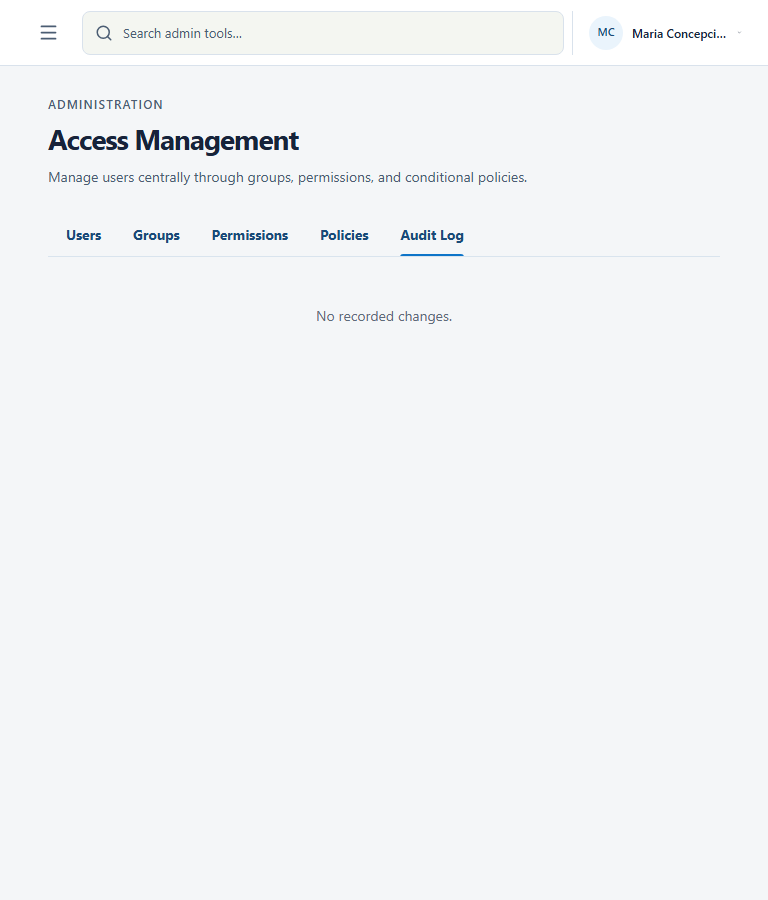 Search admin tools...
MC
Maria Concepci...
ADMINISTRATION
Access Management
Manage users centrally through groups, permissions, and conditional policies.
Users
Groups
Permissions
Policies
Audit Log
No recorded changes.